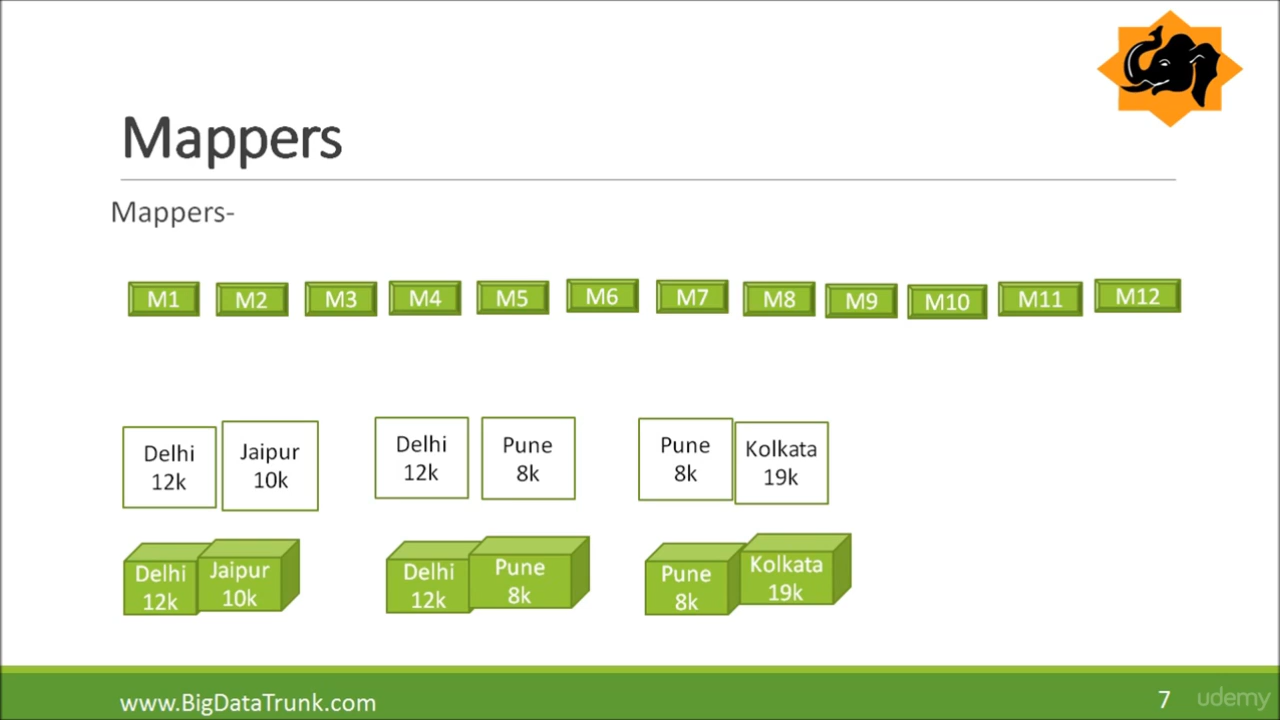 Mappers
Mappers-
M1 M2 M3 M4 M5 M6 M7 M8 M9 M10 M11 M12
Delhi
12k
Jaipur
10k
Delhi
12k
Pune
8k
Pune
8k
Kolkata
19k
Delhi
12k
Jaipur
10k
Delhi
12k
Pune
8k
Pune
8k
Kolkata
19k
www.BigDataTrunk.com
7
udemy